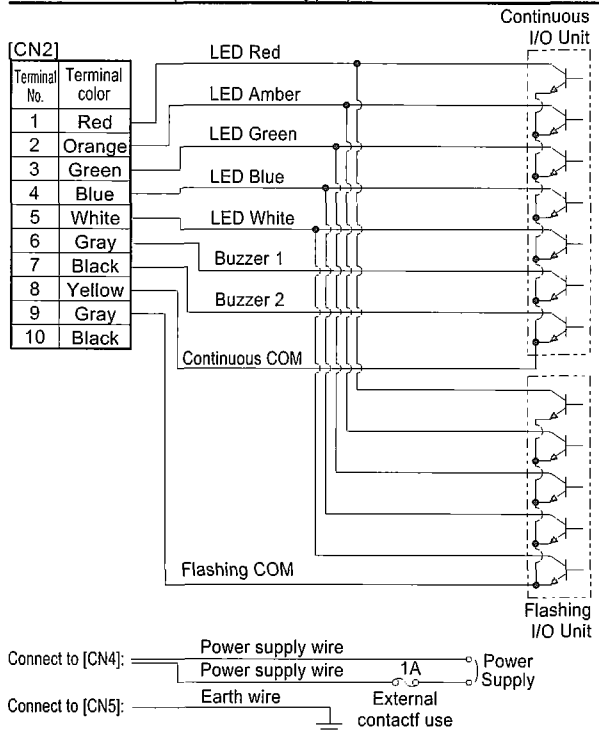 Continuous
I/O Unit
[CN2]
Terminal No. Terminal color
1 Red
2 Orange
3 Green
4 Blue
5 White
6 Gray
7 Black
8 Yellow
9 Gray
10 Black
LED Red
LED Amber
LED Green
LED Blue
LED White
Buzzer 1
Buzzer 2
Continuous COM
Flashing COM
Flashing
I/O Unit
Connect to [CN4]:
Power supply wire
Power supply wire
1A
Power
Supply
External
contactf use
Connect to [CN5]:
Earth wire